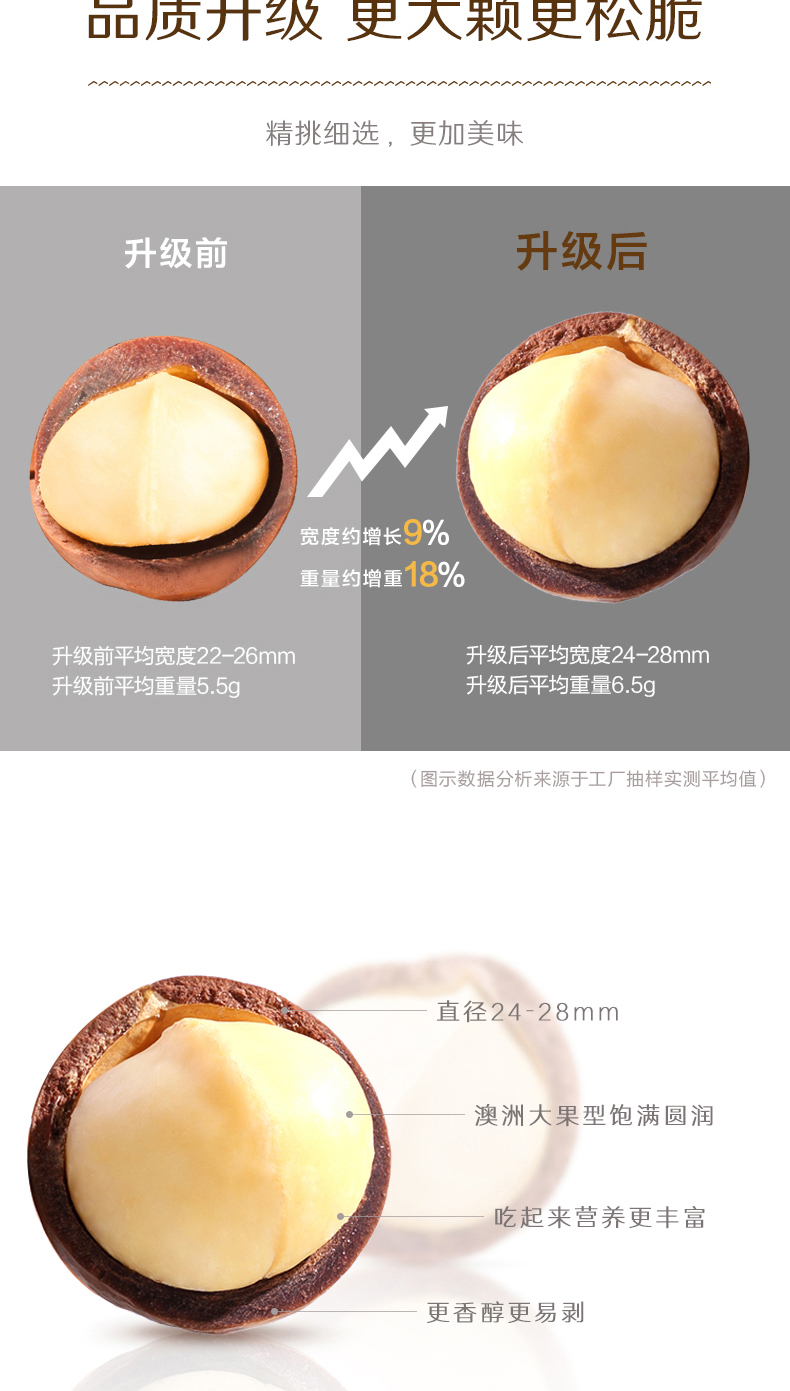 品质升级 更大颗更松脆
精挑细选，更加美味
升级前
升级后
宽度约增长9%
重量约增重18%
升级前平均宽度22-26mm
升级前平均重量5.5g
升级后平均宽度24-28mm
升级后平均重量6.5g
（图示数据分析来源于工厂抽样实测平均值）
直径24-28mm
澳洲大果型饱满圆润
吃起来营养更丰富
更香醇更易剥